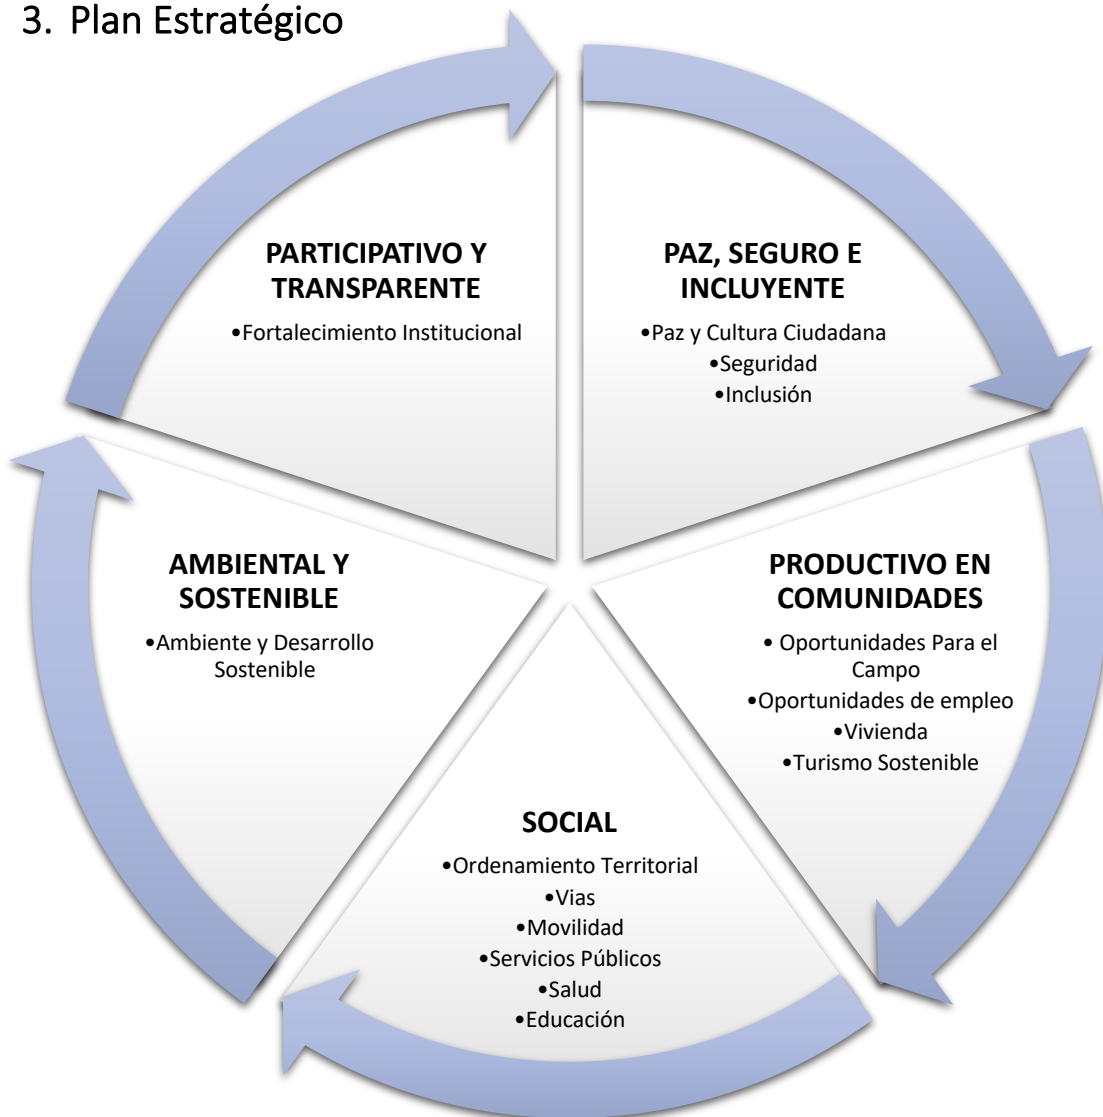 3. Plan Estratégico
PARTICIPATIVO Y
TRANSPARENTE
•Fortalecimiento Institucional
PAZ, SEGURO E
INCLUYENTE
•Paz y Cultura Ciudadana
•Seguridad
•Inclusión
PRODUCTIVO EN
COMUNIDADES
• Oportunidades Para el
Campo
•Oportunidades de empleo
•Vivienda
•Turismo Sostenible
SOCIAL
•Ordenamiento Territorial
•Vias
•Movilidad
•Servicios Públicos
•Salud
•Educación
AMBIENTAL Y
SOSTENIBLE
•Ambiente y Desarrollo
Sostenible